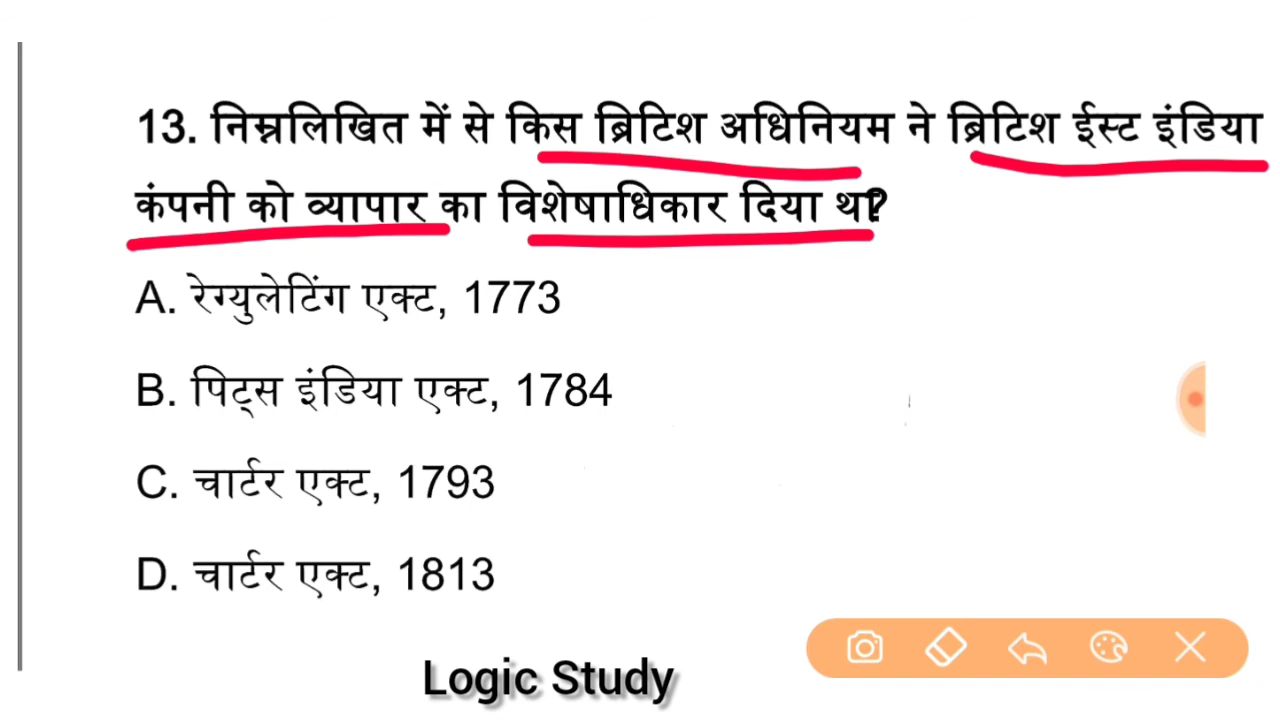 13. निम्नलिखित में से किस ब्रिटिश अधिनियम ने ब्रिटिश ईस्ट इंडिया
कंपनी को व्यापार का विशेषाधिकार दिया था?
A. रेग्युलेटिंग एक्ट, 1773
B. पिट्स इंडिया एक्ट, 1784
C. चार्टर एक्ट, 1793
D. चार्टर एक्ट, 1813
Logic Study